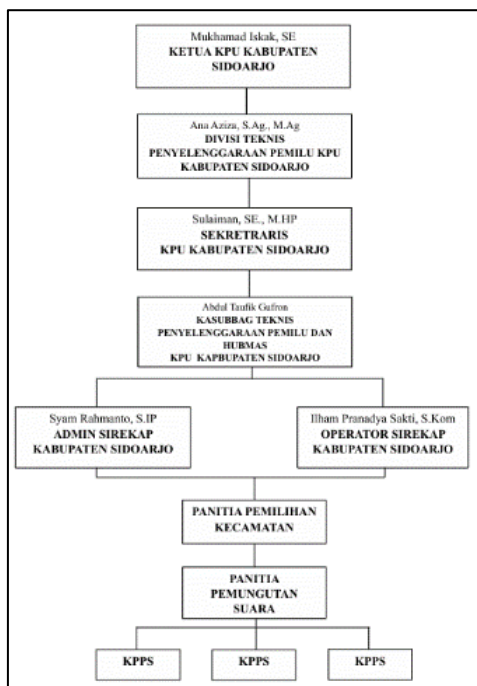 Mukhamad Iskak, SE
KETUA KPU KABUPATEN
SIDOARJO
Ana Aziza, S.Ag., M.Ag
DIVISI TEKNIS
PENYELENGGARAAN PEMILU KPU
KABUPATEN SIDOARJO
Sulaiman, SE., M.HP
SEKRETRARIS
KPU KABUPATEN SIDOARJO
Abdul Taufik Gufron
KASUBBAG TEKNIS
PENYELENGGARAAN PEMILU DAN
HUBMAS
KPU KAPBUPATEN SIDOARJO
Syam Rahmanto, S.IP
ADMIN SIREKAP
KABUPATEN SIDOARJO
Ilham Pranadya Sakti, S.Kom
OPERATOR SIREKAP
KABUPATEN SIDOARJO
PANITIA PEMILIHAN
KECAMATAN
PANITIA
PEMUNGUTAN
SUARA
KPPS
KPPS
KPPS